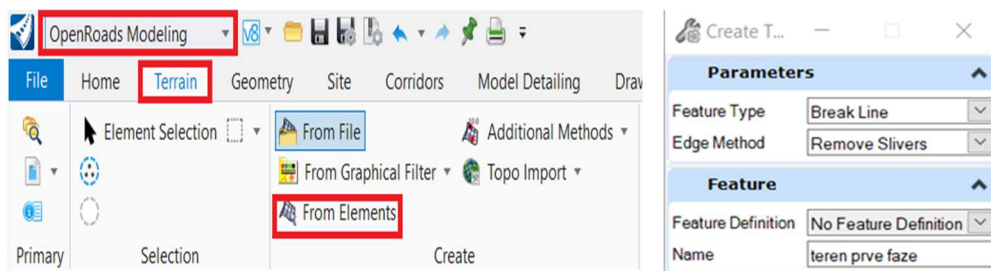 OpenRoads Modeling
File Home Terrain Geometry Site Corridors Model Detailing Draw
Element Selection
From File
Additional Methods
From Graphical Filter
Topo Import
From Elements
Primary Selection Create
Create T...
Parameters
Feature Type Break Line
Edge Method Remove Slivers
Feature
Feature Definition No Feature Definition
Name teren prve faze